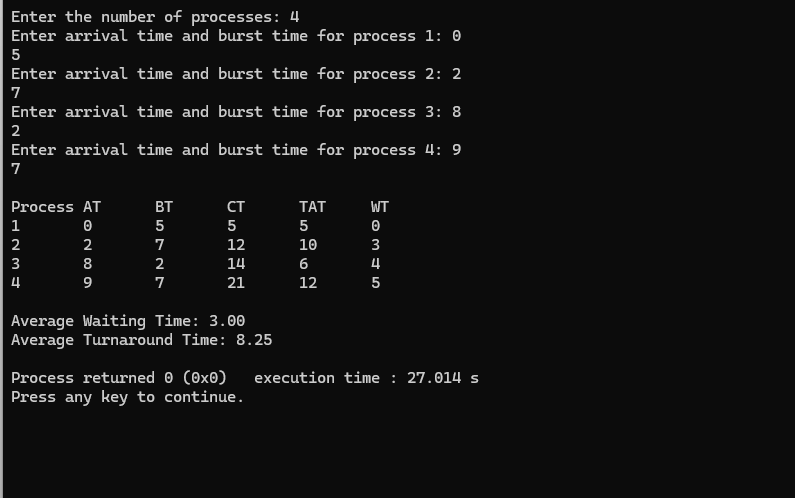 Enter the number of processes: 4
Enter arrival time and burst time for process 1: 0
5
Enter arrival time and burst time for process 2: 2
7
Enter arrival time and burst time for process 3: 8
2
Enter arrival time and burst time for process 4: 9
7
Process AT BT CT TAT WT
1 0 5 5 5 0
2 2 7 12 10 3
3 8 2 14 6 4
4 9 7 21 12 5
Average Waiting Time: 3.00
Average Turnaround Time: 8.25
Process returned 0 (0x0) execution time : 27.014 s
Press any key to continue.